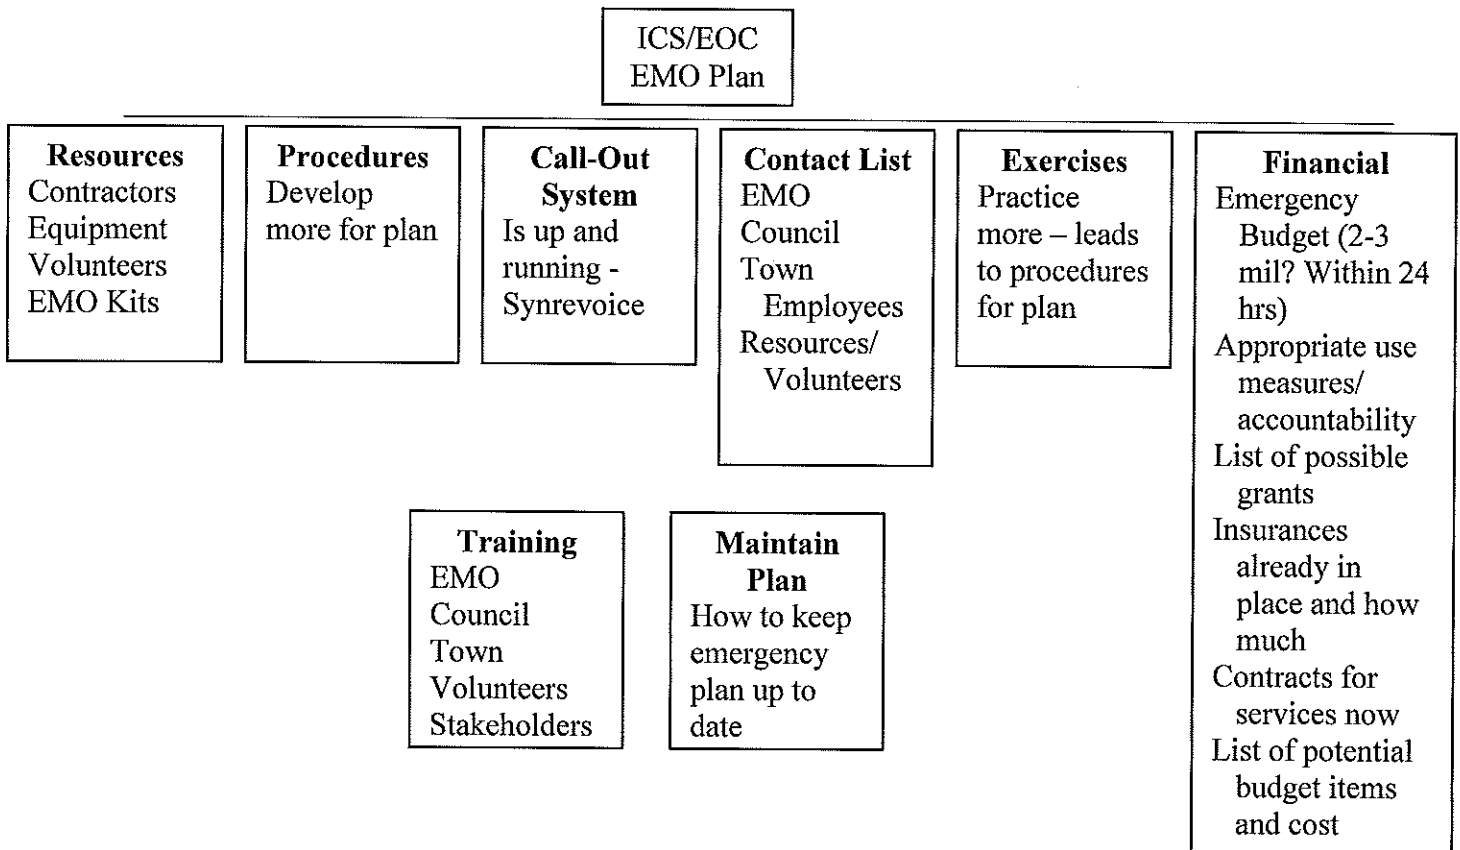 ICS/EOC
EMO Plan
Resources
Contractors
Equipment
Volunteers
EMO Kits
Procedures
Develop
more for plan
Call-Out
System
Is up and
running -
Synrevoice
Contact List
EMO
Council
Town
Employees
Resources/
Volunteers
Exercises
Practice
more – leads
to procedures
for plan
Financial
Emergency
Budget (2-3
mil? Within 24
hrs)
Appropriate use
measures/
accountability
List of possible
grants
Insurances
already in
place and how
much
Contracts for
services now
List of potential
budget items
and cost
Training
EMO
Council
Town
Volunteers
Stakeholders
Maintain
Plan
How to keep
emergency
plan up to
date